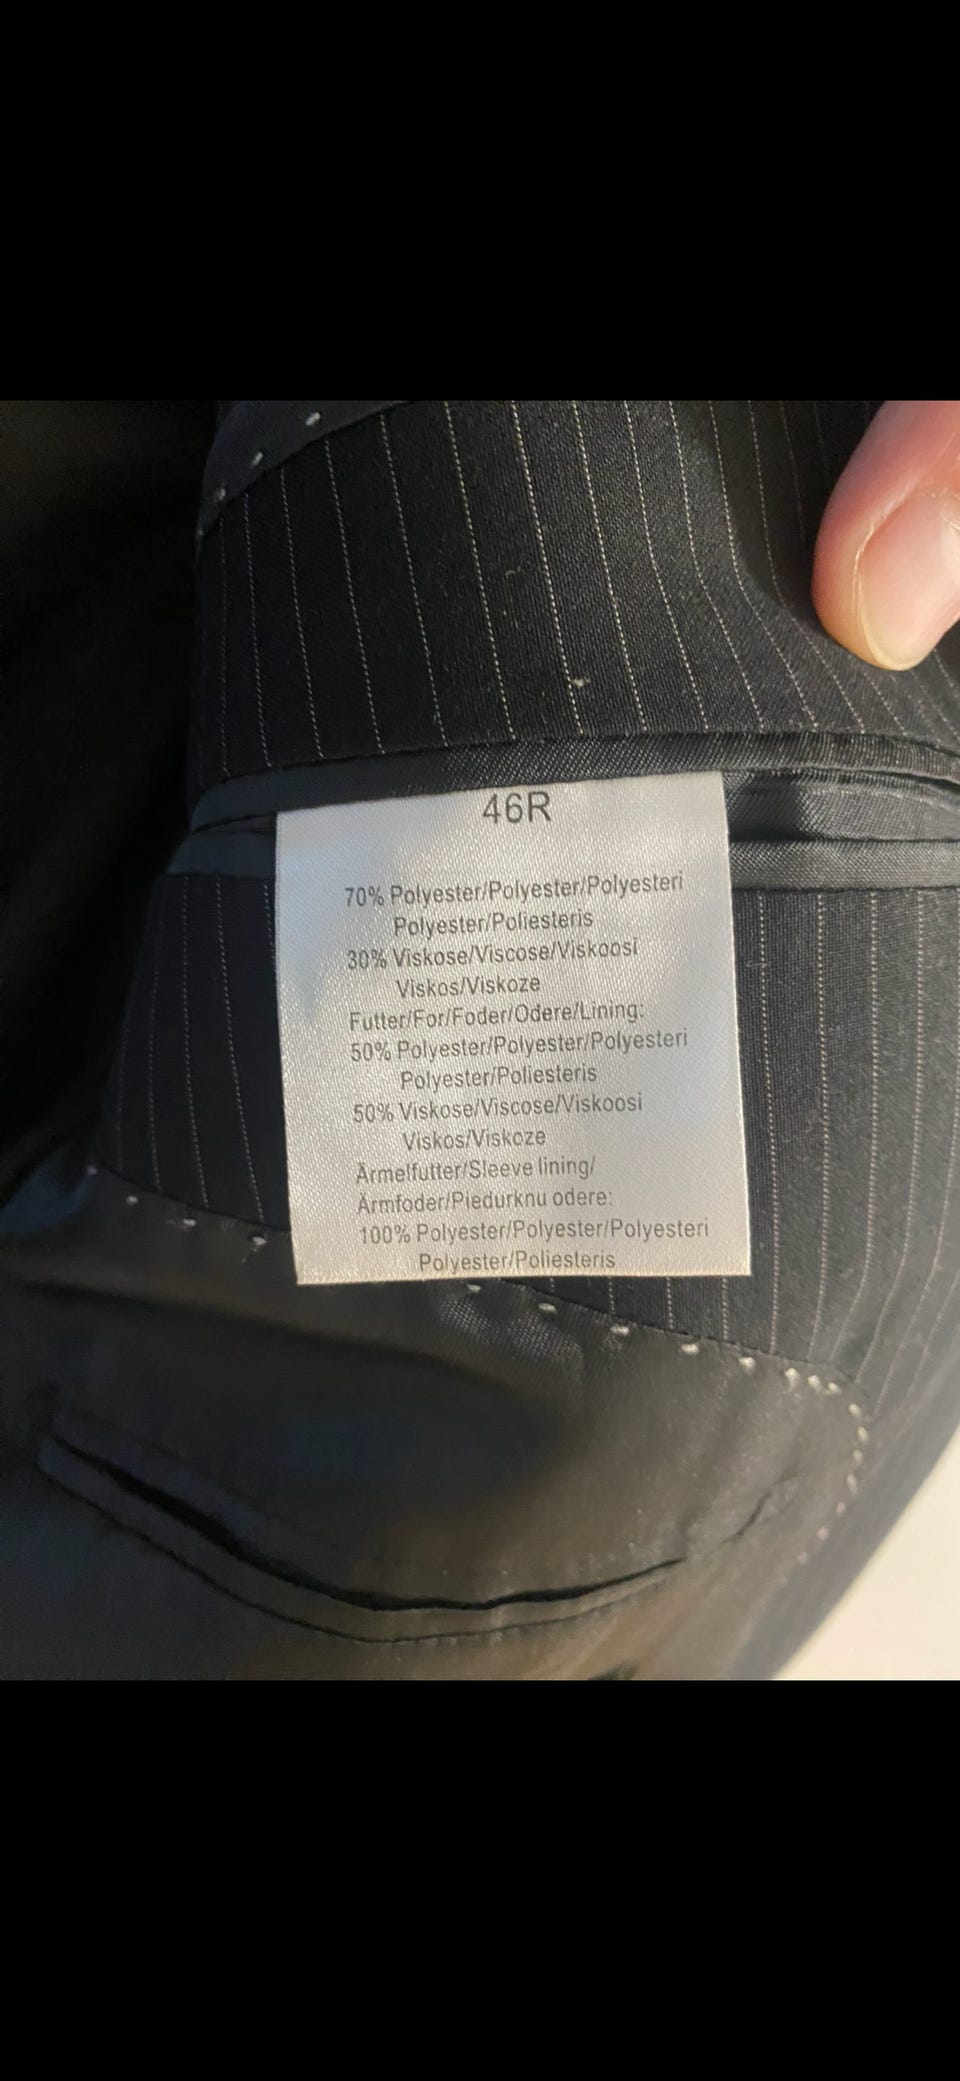 46R
70% Polyester/Polyester/Polyesteri
Polyester/Poliesteris
30% Viskose/Viscose/Viskoosi
Viskos/Viskoze
Futter/For/Foder/Odere/Lining:
50% Polyester/Polyester/Polyesteri
Polyester/Poliesteris
50% Viskose/Viscose/Viskoosi
Viskos/Viskoze
Ärmelfutter/Sleeve lining/
Ärmfoder/Piedurknu odere:
100% Polyester/Polyester/Polyesteri
Polyester/Poliesteris